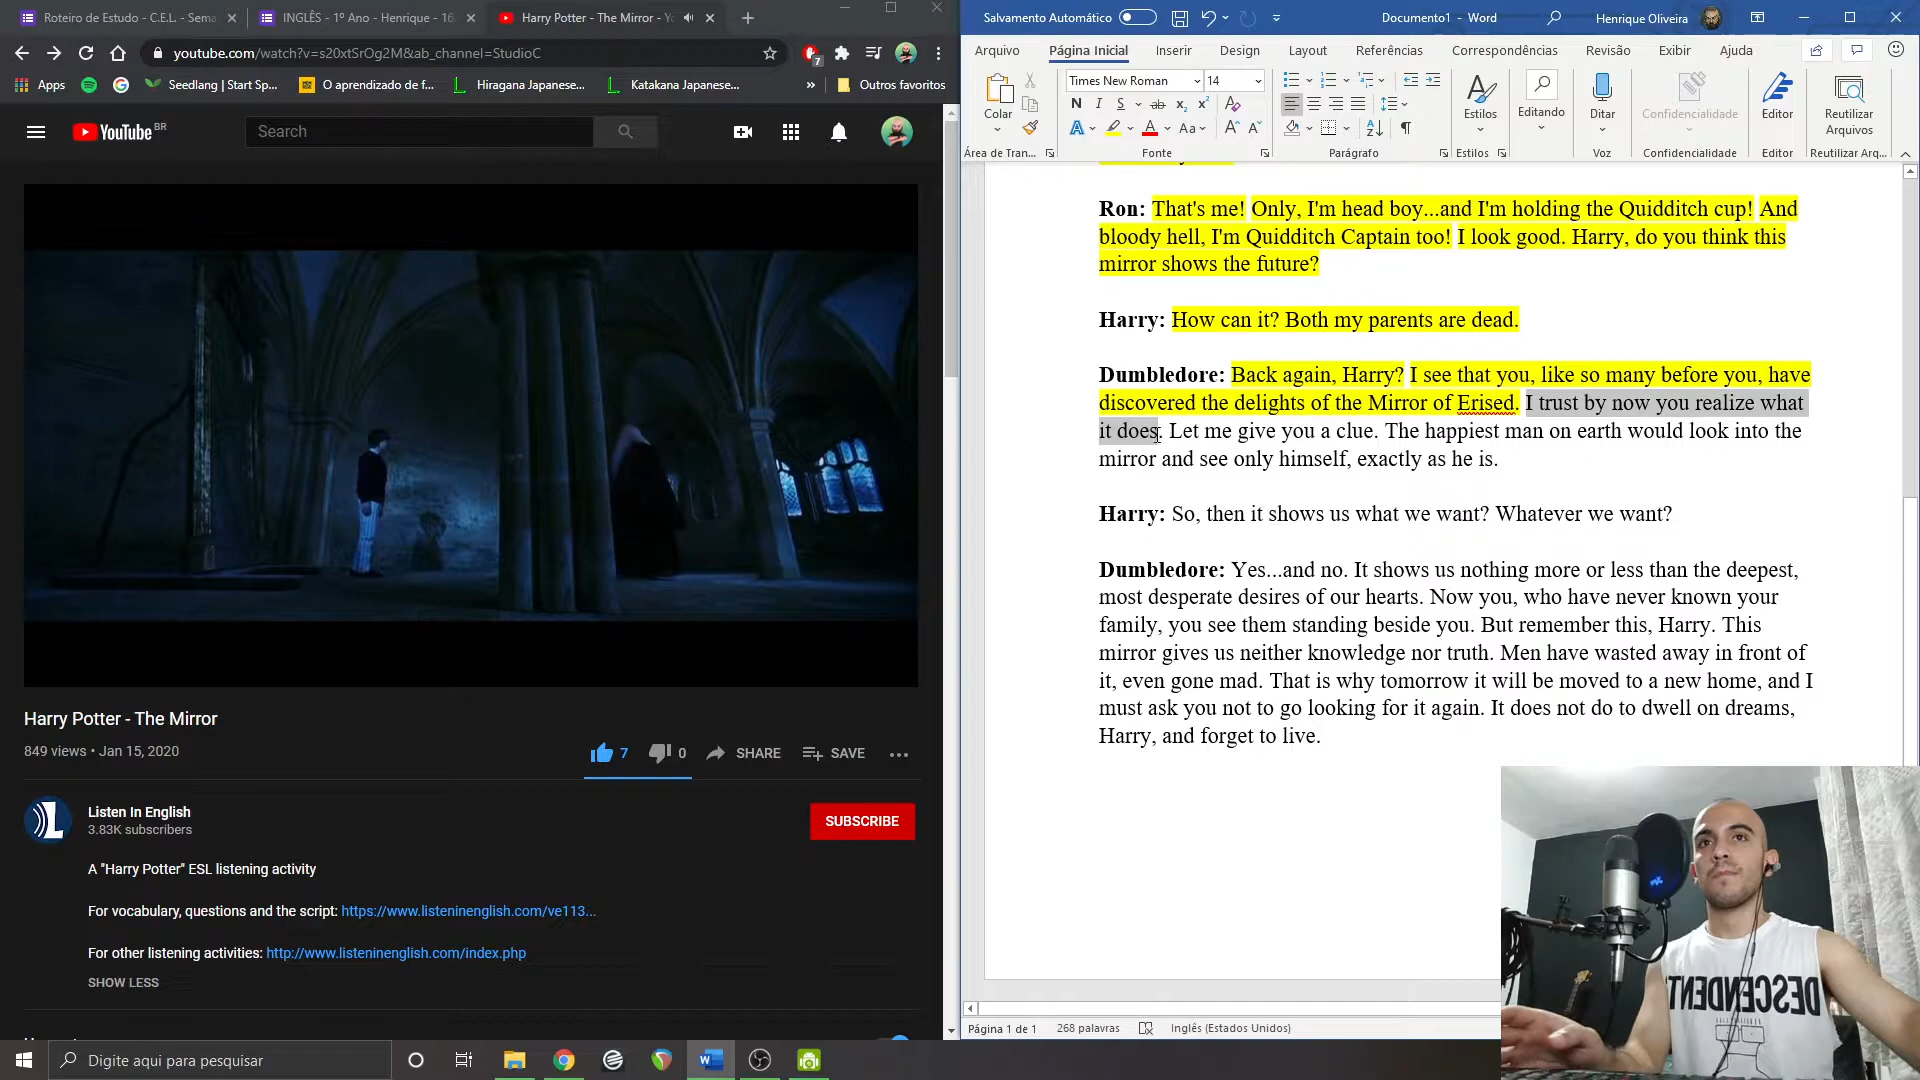 Roteiro de Estudo - C.E.L. - Sema
INGLÊS - 1º Ano - Henrique - 16
Harry Potter - The Mirror - Y
youtube.com/watch?v=s20xtSrOg2M&ab_channel=StudioC
7
Apps
Seedlang | Start Sp...
O aprendizado de f...
Hiragana Japanese...
Katakana Japanese...
»
Outros favoritos
YouTube BR
Search
Harry Potter - The Mirror
849 views • Jan 15, 2020
7
0
SHARE
SAVE
Listen In English
3.83K subscribers
SUBSCRIBE
A "Harry Potter" ESL listening activity
For vocabulary, questions and the script: https://www.listeninenglish.com/ve113...
For other listening activities: http://www.listeninenglish.com/index.php
SHOW LESS
Digite aqui para pesquisar
Salvamento Automático
Documento1 - Word
Henrique Oliveira
Arquivo
Página Inicial
Inserir
Design
Layout
Referências
Correspondências
Revisão
Exibir
Ajuda
Colar
Times New Roman
14
N I S ab x₂ x²
A A Aa A A
Estilos
Editando
Ditar
Confidencialidade
Editor
Reutilizar
Arquivos
Área de Tran...
Fonte
Parágrafo
Estilos
Voz
Confidencialidade
Editor
Reutilizar Arq...
Ron: That's me! Only, I'm head boy...and I'm holding the Quidditch cup! And
bloody hell, I'm Quidditch Captain too! I look good. Harry, do you think this
mirror shows the future?
Harry: How can it? Both my parents are dead.
Dumbledore: Back again, Harry? I see that you, like so many before you, have
discovered the delights of the Mirror of Erised. I trust by now you realize what
it does. Let me give you a clue. The happiest man on earth would look into the
mirror and see only himself, exactly as he is.
Harry: So, then it shows us what we want? Whatever we want?
Dumbledore: Yes...and no. It shows us nothing more or less than the deepest,
most desperate desires of our hearts. Now you, who have never known your
family, you see them standing beside you. But remember this, Harry. This
mirror gives us neither knowledge nor truth. Men have wasted away in front of
it, even gone mad. That is why tomorrow it will be moved to a new home, and I
must ask you not to go looking for it again. It does not do to dwell on dreams,
Harry, and forget to live.
Página 1 de 1
268 palavras
Inglês (Estados Unidos)
DESCENDENT